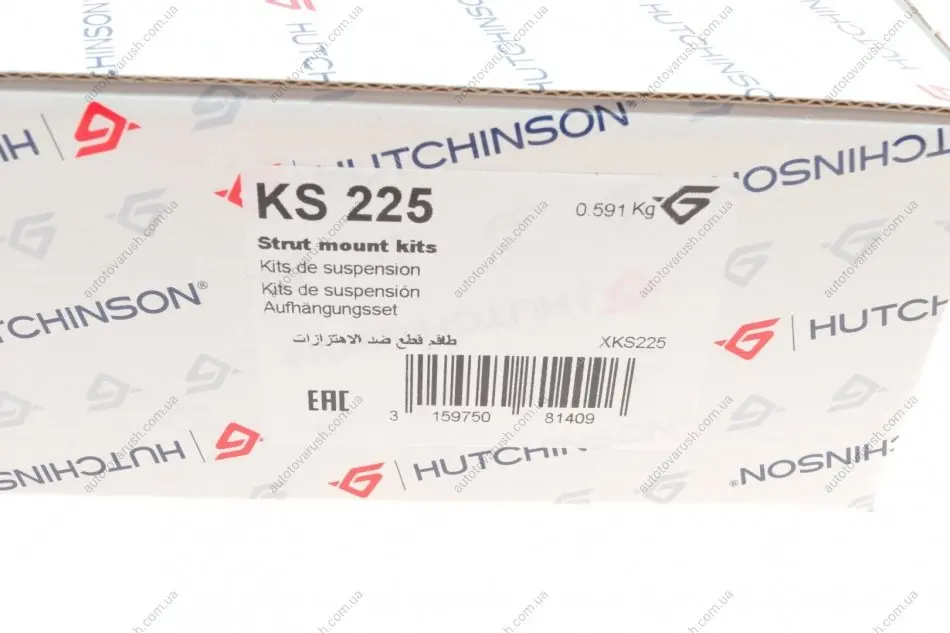 HUTCHINSON
HUTCHINSON®
HUTCHINSON
KS 225
0.591 Kg
Strut mount kits
Kits de suspension
Kits de suspensión
Aufhängungsset
طاقم قطع ضد الاهتزازات
XKS225
EAC
3 159750 81409
HUTCHINSON
HUTCHINSON
autotovarush.com.ua